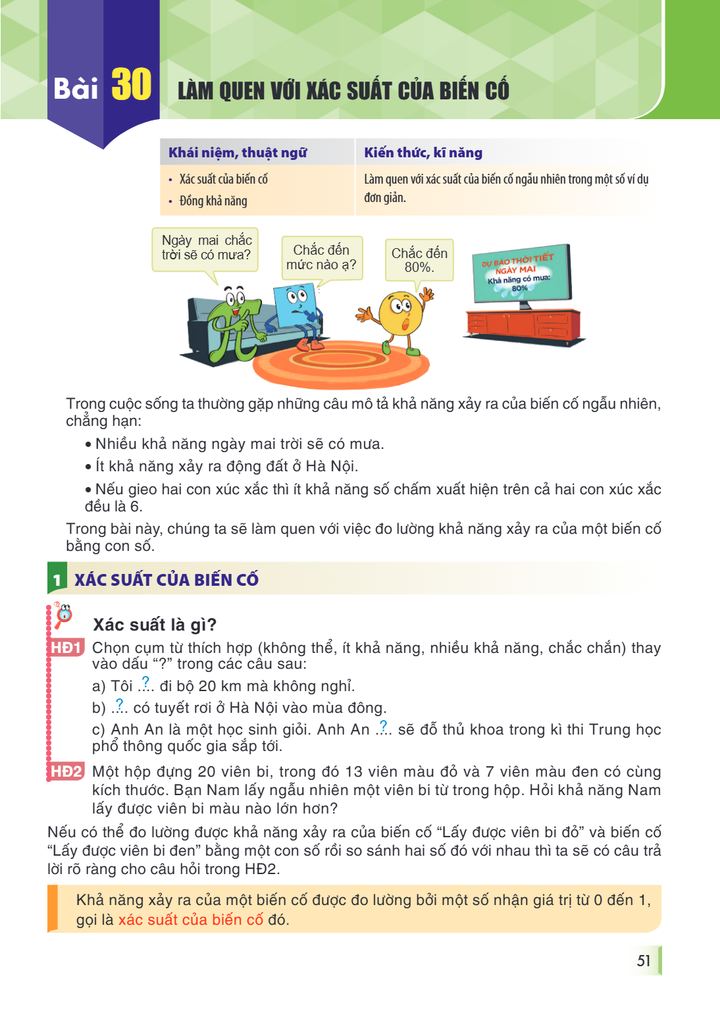 Bài 30
LÀM QUEN VỚI XÁC SUẤT CỦA BIẾN CỐ
Khái niệm, thuật ngữ
Kiến thức, kĩ năng
• Xác suất của biến cố
• Đồng khả năng
Làm quen với xác suất của biến cố ngẫu nhiên trong một số ví dụ
đơn giản.
Ngày mai chắc
trời sẽ có mưa?
Chắc đến
mức nào ạ?
Chắc đến
80%.
DỰ BÁO THỜI TIẾT
NGÀY MAI
Khả năng có mưa:
80%
Trong cuộc sống ta thường gặp những câu mô tả khả năng xảy ra của biến cố ngẫu nhiên,
chẳng hạn:
• Nhiều khả năng ngày mai trời sẽ có mưa.
• Ít khả năng xảy ra động đất ở Hà Nội.
• Nếu gieo hai con xúc xắc thì ít khả năng số chấm xuất hiện trên cả hai con xúc xắc
đều là 6.
Trong bài này, chúng ta sẽ làm quen với việc đo lường khả năng xảy ra của một biến cố
bằng con số.
1 XÁC SUẤT CỦA BIẾN CỐ
Xác suất là gì?
HĐ1 Chọn cụm từ thích hợp (không thể, ít khả năng, nhiều khả năng, chắc chắn) thay
vào dấu “?” trong các câu sau:
a) Tôi ..?.. đi bộ 20 km mà không nghỉ.
b) ..?.. có tuyết rơi ở Hà Nội vào mùa đông.
c) Anh An là một học sinh giỏi. Anh An ..?.. sẽ đỗ thủ khoa trong kì thi Trung học
phổ thông quốc gia sắp tới.
HĐ2 Một hộp đựng 20 viên bi, trong đó 13 viên màu đỏ và 7 viên màu đen có cùng
kích thước. Bạn Nam lấy ngẫu nhiên một viên bi từ trong hộp. Hỏi khả năng Nam
lấy được viên bi màu nào lớn hơn?
Nếu có thể đo lường được khả năng xảy ra của biến cố “Lấy được viên bi đỏ” và biến cố
“Lấy được viên bi đen” bằng một con số rồi so sánh hai số đó với nhau thì ta sẽ có câu trả
lời rõ ràng cho câu hỏi trong HĐ2.
Khả năng xảy ra của một biến cố được đo lường bởi một số nhận giá trị từ 0 đến 1,
gọi là xác suất của biến cố đó.
51